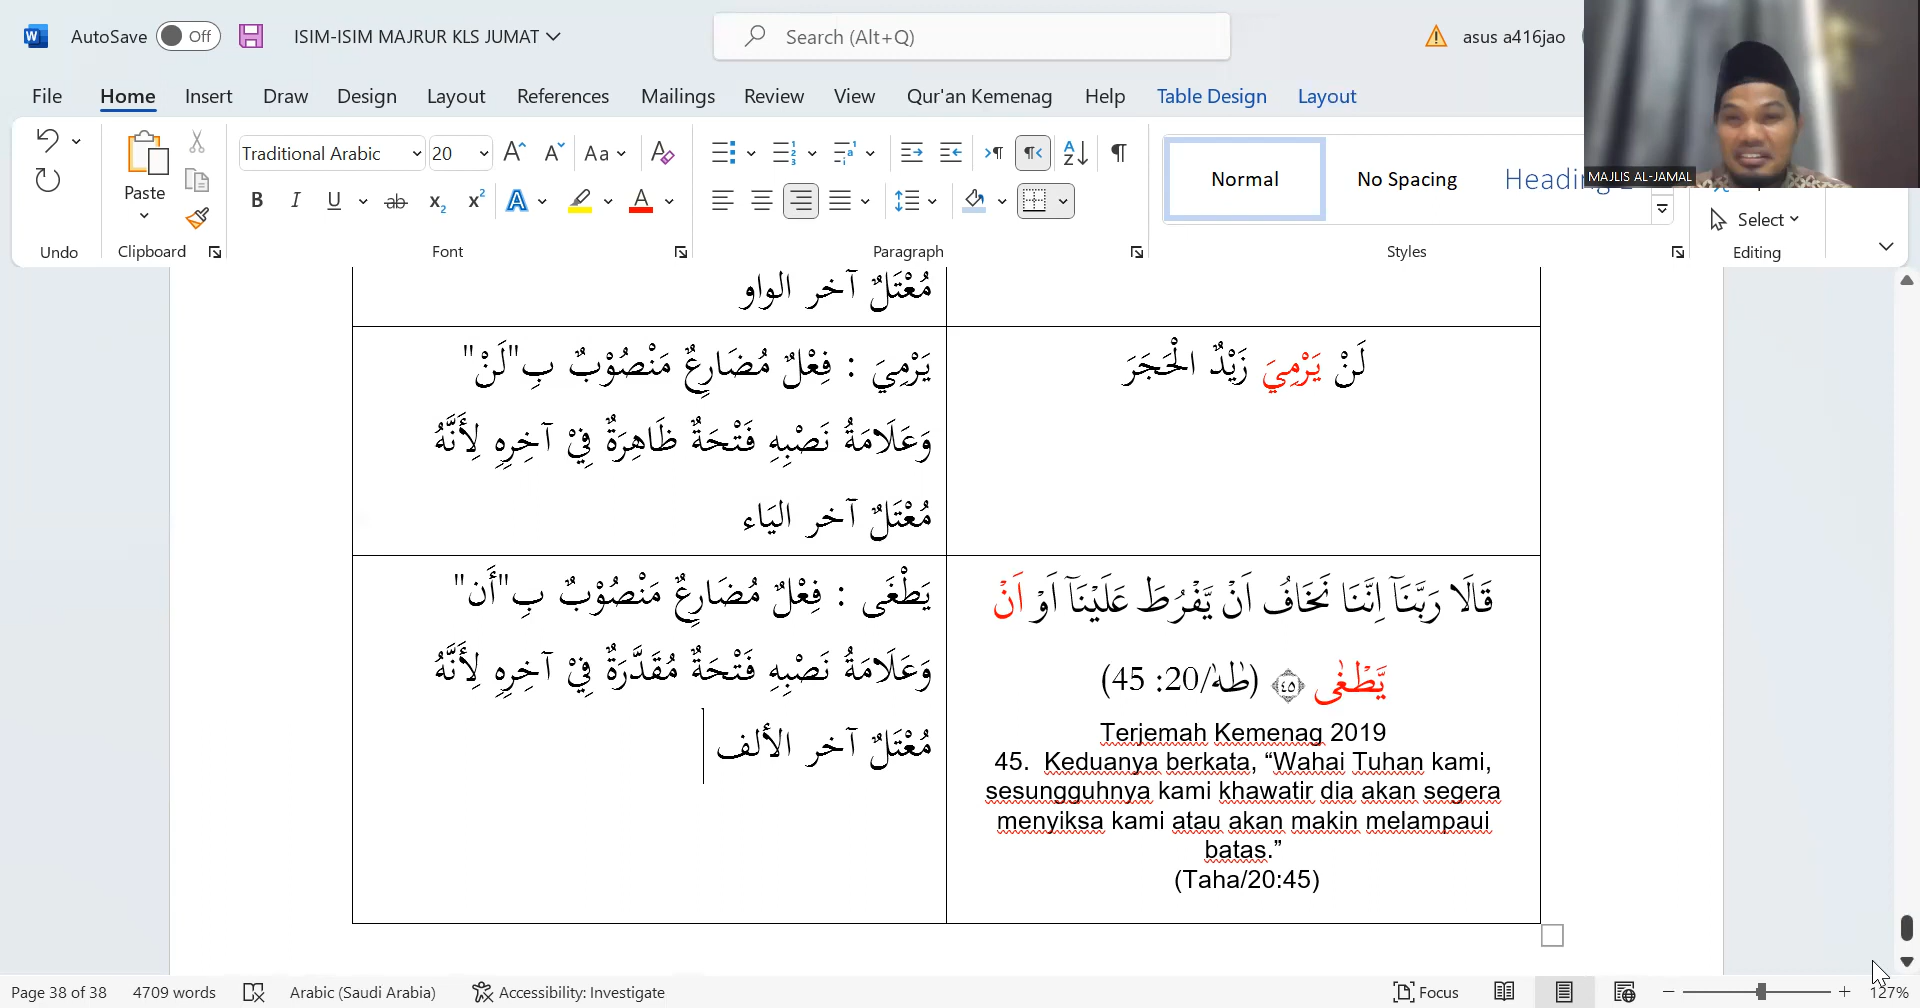 AutoSave Off ISIM-ISIM MAJRUR KLS JUMAT Search (Alt+Q) asus a416jao
File Home Insert Draw Design Layout References Mailings Review View Qur'an Kemenag Help Table Design Layout
Traditional Arabic 20 Aa
Paste
Normal No Spacing Heading
MAJLIS AL-JAMAL
Select
Undo Clipboard Font Paragraph Styles Editing
مُعْتَلٌ آخر الواو
لَنْ يَرْمِيَ زَيْدٌ الْحَجَرَ
يَرْمِيَ : فِعْلٌ مُضَارِعٌ مَنْصُوْبٌ بِ"لَنْ"
وَعَلَامَةُ نَصْبِهِ فَتْحَةٌ ظَاهِرَةٌ فِيْ آخِرِهِ لِأَنَّهُ
مُعْتَلٌ آخر اليَاء
قَالَا رَبَّنَآ اِنَّنَا نَخَافُ اَنْ يَّفْرُطَ عَلَيْنَآ اَوْ اَنْ
يَّطْغٰى ٤٥ (طٰهٰ/20: 45)
Terjemah Kemenag 2019
45. Keduanya berkata, “Wahai Tuhan kami,
sesungguhnya kami khawatir dia akan segera
menyiksa kami atau akan makin melampaui
batas.”
(Taha/20:45)
يَطْغَى : فِعْلٌ مُضَارِعٌ مَنْصُوْبٌ بِ"أَن"
وَعَلَامَةُ نَصْبِهِ فَتْحَةٌ مُقَدَّرَةٌ فِيْ آخِرِهِ لِأَنَّهُ
مُعْتَلٌ آخر الألف
Page 38 of 38 4709 words Arabic (Saudi Arabia) Accessibility: Investigate Focus 127%